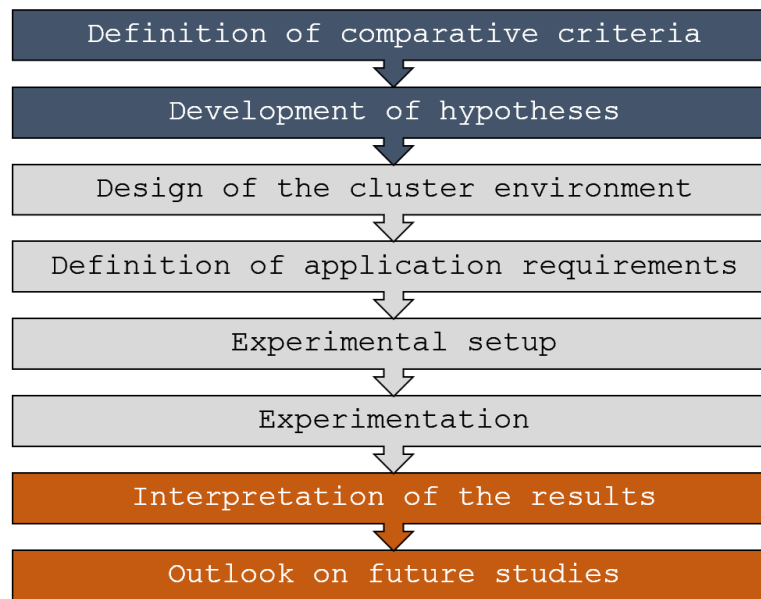 Definition of comparative criteria
Development of hypotheses
Design of the cluster environment
Definition of application requirements
Experimental setup
Experimentation
Interpretation of the results
Outlook on future studies